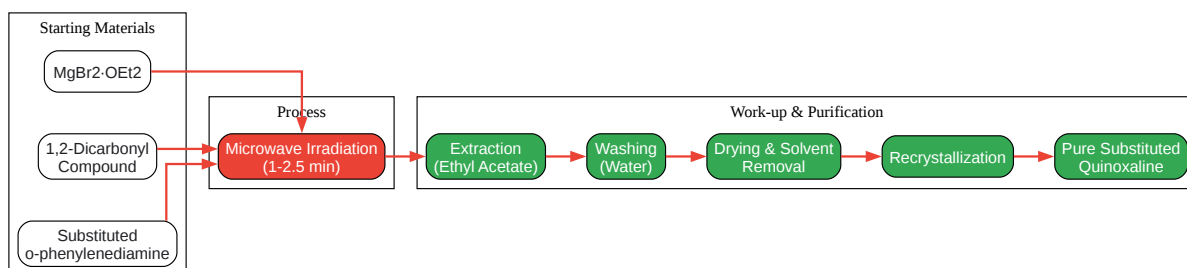 Starting Materials
MgBr2·OEt2
1,2-Dicarbonyl
Compound
Substituted
o-phenylenediamine
Process
Microwave Irradiation
(1-2.5 min)
Work-up & Purification
Extraction
(Ethyl Acetate)
Washing
(Water)
Drying & Solvent
Removal
Recrystallization
Pure Substituted
Quinoxaline